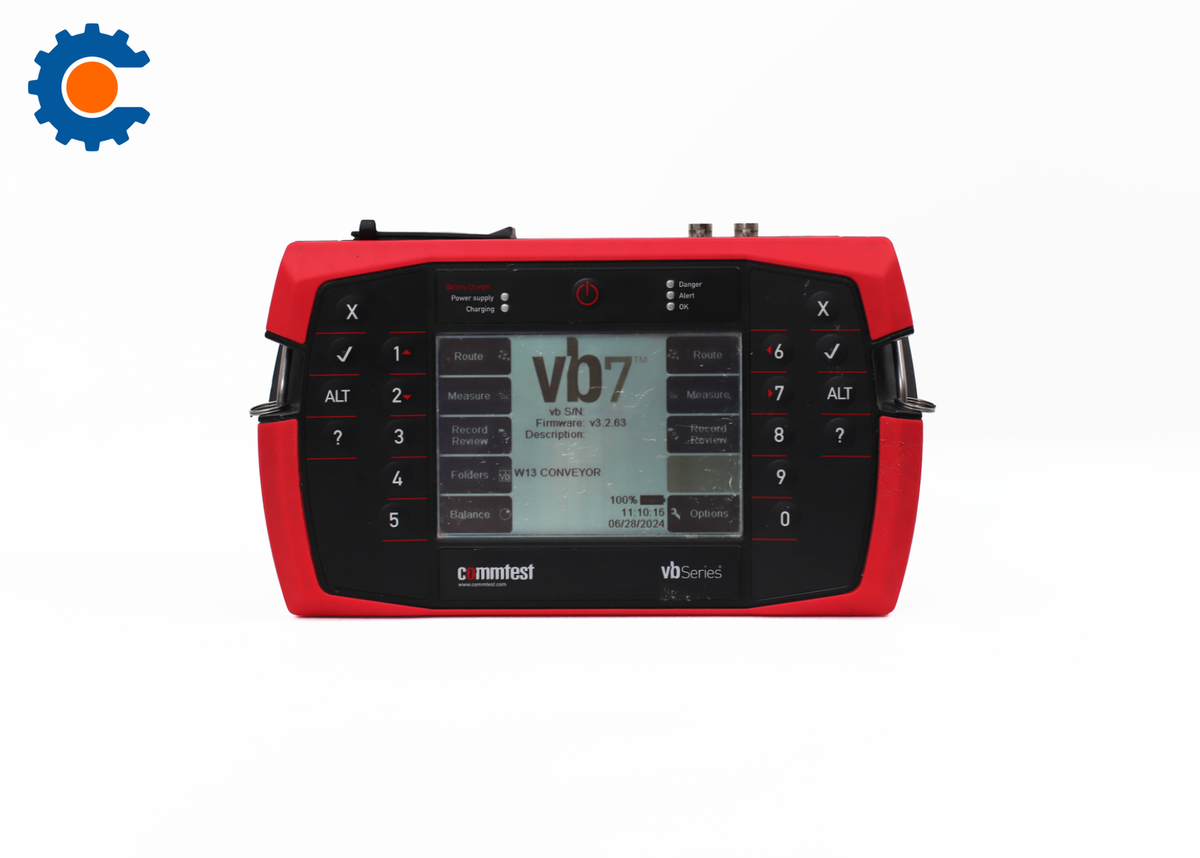 Battery Charger
Power supply
Charging
Danger
Alert
OK
X
✓
ALT
?
1
2
3
4
5
Route
Measure
Record
Review
Folders
Balance
vb7™
vb S/N:
Firmware: v3.2.63
Description:
W13 CONVEYOR
100%
11:10:16
06/28/2024
Route
Measure
Record
Review
Options
6
7
8
9
0
X
✓
ALT
?
commtest
www.commtest.com
vbSeries